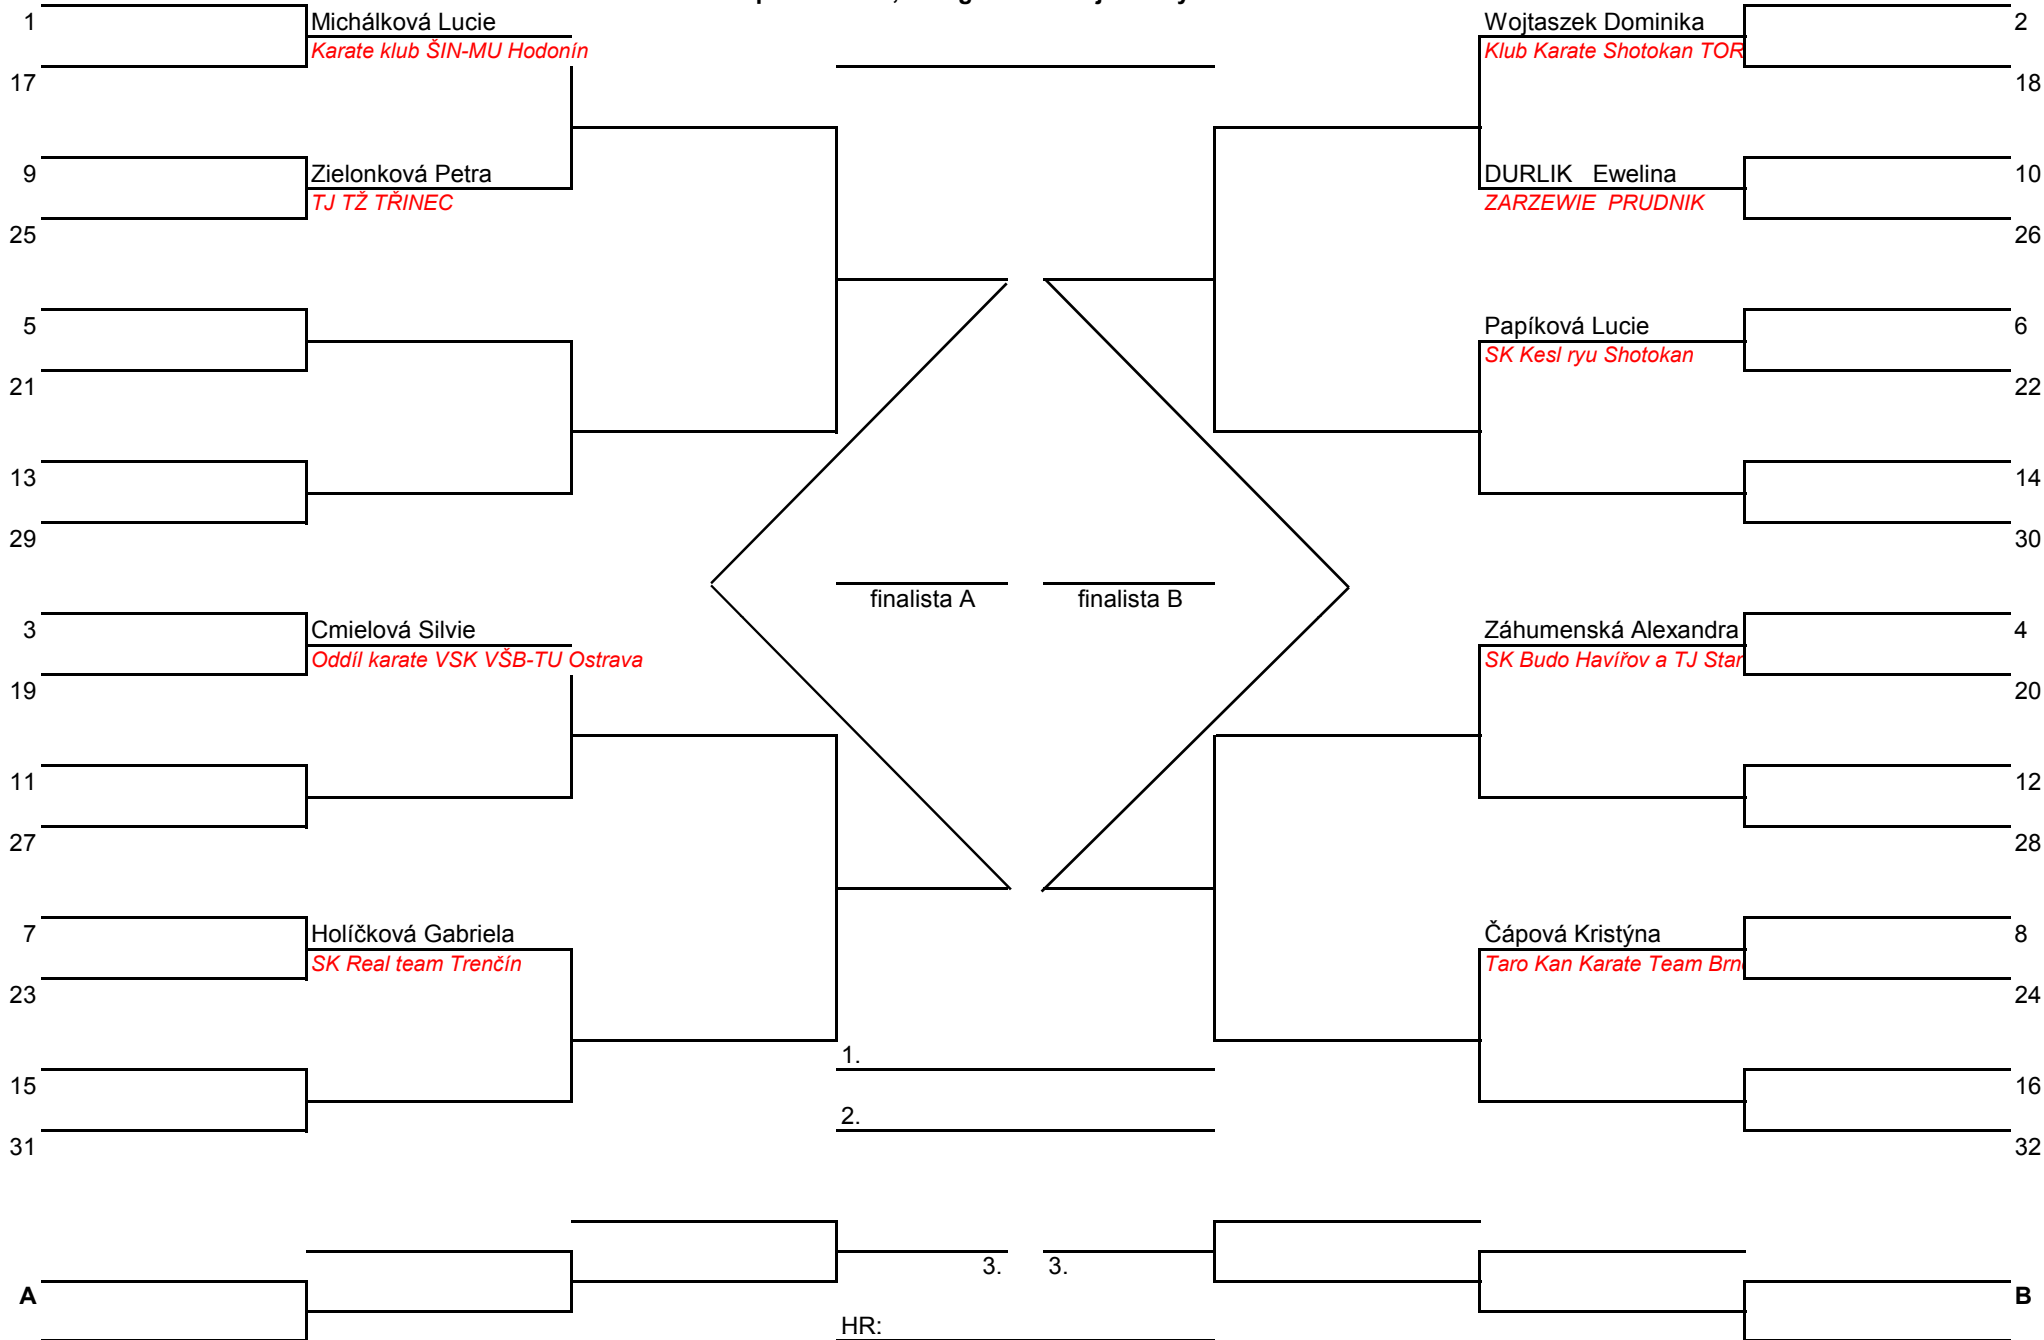 1
Michálková Lucie
Karate klub ŠIN-MU Hodonín
17
9
Zielonková Petra
TJ TŽ TŘINEC
25
5
21
13
29
3
Cmielová Silvie
Oddíl karate VSK VŠB-TU Ostrava
19
11
27
7
Holíčková Gabriela
SK Real team Trenčín
23
15
31
finalista A
finalista B
Wojtaszek Dominika
2
Klub Karate Shotokan TOR
18
DURLIK Ewelina
10
ZARZEWIE PRUDNIK
26
Papíková Lucie
6
SK Kesl ryu Shotokan
22
14
30
Záhumenská Alexandra
4
SK Budo Havířov a TJ Star
20
12
28
Čápová Kristýna
8
Taro Kan Karate Team Brn
24
16
32
1.
2.
3.
3.
A
B
HR: